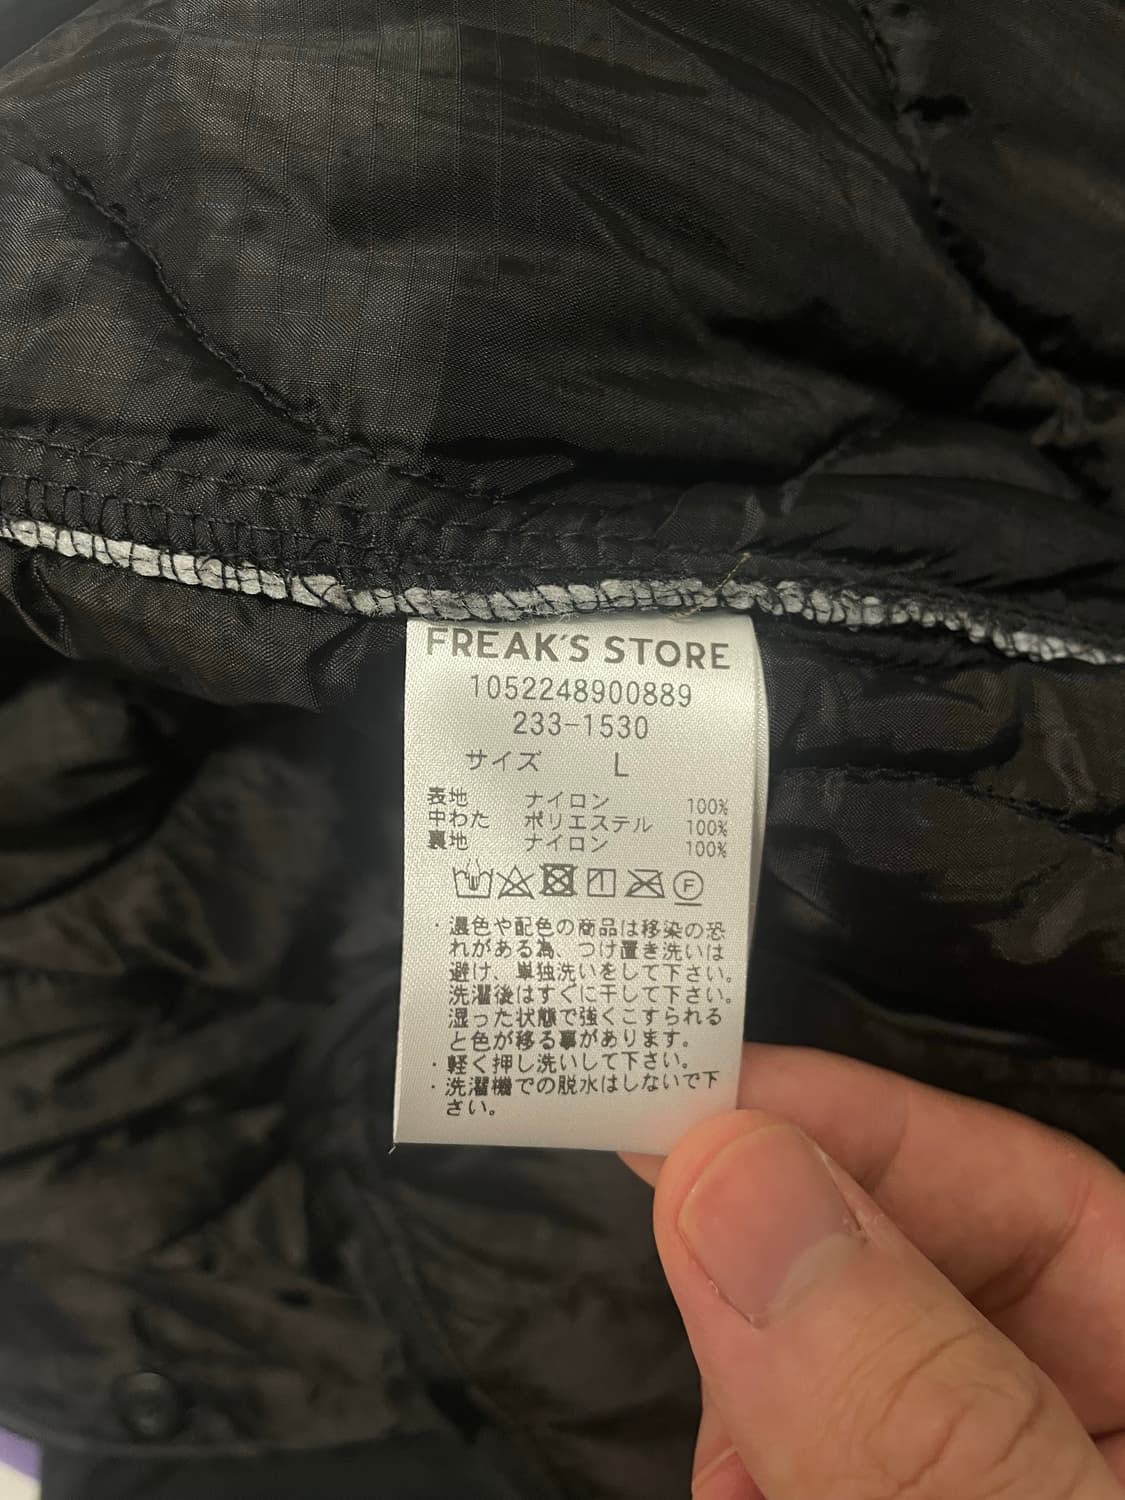 FREAK'S STORE
1052248900889
233-1530
サイズ L
表地 ナイロン 100%
中わた ポリエステル 100%
裏地 ナイロン 100%
F
・濃色や配色の商品は移染の恐
れがある為、つけ置き洗いは
避け、単独洗いをして下さい。
洗濯後はすぐに干して下さい。
湿った状態で強くこすられる
と色が移る事があります。
・軽く押し洗いして下さい。
・洗濯機での脱水はしないで下
さい。